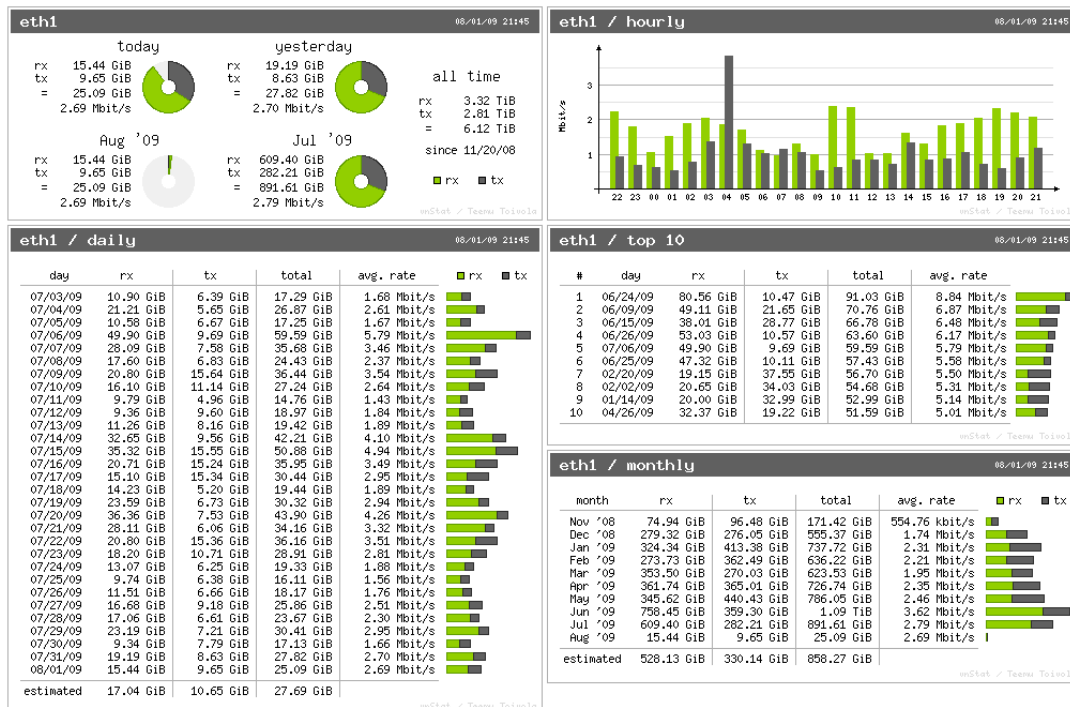 eth1 08/01/09 21:45
today yesterday
rx 15.44 GiB rx 19.19 GiB
tx 9.65 GiB tx 8.63 GiB
= 25.09 GiB = 27.82 GiB
2.69 Mbit/s 2.70 Mbit/s
all time
rx 3.32 TiB
tx 2.81 TiB
= 6.12 TiB
since 11/20/08
rx tx
Aug '09 Jul '09
rx 15.44 GiB rx 609.40 GiB
tx 9.65 GiB tx 282.21 GiB
= 25.09 GiB = 891.61 GiB
2.69 Mbit/s 2.79 Mbit/s
vnStat / Teemu Toivola
eth1 / hourly 08/01/09 21:45
Mbit/s
3
2
1
22 23 00 01 02 03 04 05 06 07 08 09 10 11 12 13 14 15 16 17 18 19 20 21
vnStat / Teemu Toivola
eth1 / daily 08/01/09 21:45
day rx tx total avg. rate rx tx
07/03/09 10.90 GiB 6.39 GiB 17.29 GiB 1.68 Mbit/s
07/04/09 21.21 GiB 5.65 GiB 26.87 GiB 2.61 Mbit/s
07/05/09 10.58 GiB 6.67 GiB 17.25 GiB 1.67 Mbit/s
07/06/09 49.90 GiB 9.69 GiB 59.59 GiB 5.79 Mbit/s
07/07/09 28.09 GiB 7.58 GiB 35.68 GiB 3.46 Mbit/s
07/08/09 17.60 GiB 6.83 GiB 24.43 GiB 2.37 Mbit/s
07/09/09 20.80 GiB 15.64 GiB 36.44 GiB 3.54 Mbit/s
07/10/09 16.10 GiB 11.14 GiB 27.24 GiB 2.64 Mbit/s
07/11/09 9.79 GiB 4.96 GiB 14.76 GiB 1.43 Mbit/s
07/12/09 9.36 GiB 9.60 GiB 18.97 GiB 1.84 Mbit/s
07/13/09 11.26 GiB 8.16 GiB 19.42 GiB 1.89 Mbit/s
07/14/09 32.65 GiB 9.56 GiB 42.21 GiB 4.10 Mbit/s
07/15/09 35.32 GiB 15.55 GiB 50.88 GiB 4.94 Mbit/s
07/16/09 20.71 GiB 15.24 GiB 35.95 GiB 3.49 Mbit/s
07/17/09 15.10 GiB 15.34 GiB 30.44 GiB 2.95 Mbit/s
07/18/09 14.23 GiB 5.20 GiB 19.44 GiB 1.89 Mbit/s
07/19/09 23.59 GiB 6.73 GiB 30.32 GiB 2.94 Mbit/s
07/20/09 36.36 GiB 7.53 GiB 43.90 GiB 4.26 Mbit/s
07/21/09 28.11 GiB 6.06 GiB 34.16 GiB 3.32 Mbit/s
07/22/09 20.80 GiB 15.36 GiB 36.16 GiB 3.51 Mbit/s
07/23/09 18.20 GiB 10.71 GiB 28.91 GiB 2.81 Mbit/s
07/24/09 13.07 GiB 6.25 GiB 19.33 GiB 1.88 Mbit/s
07/25/09 9.74 GiB 6.38 GiB 16.11 GiB 1.56 Mbit/s
07/26/09 11.51 GiB 6.66 GiB 18.17 GiB 1.76 Mbit/s
07/27/09 16.68 GiB 9.18 GiB 25.86 GiB 2.51 Mbit/s
07/28/09 17.06 GiB 6.61 GiB 23.67 GiB 2.30 Mbit/s
07/29/09 23.19 GiB 7.21 GiB 30.41 GiB 2.95 Mbit/s
07/30/09 9.34 GiB 7.79 GiB 17.13 GiB 1.66 Mbit/s
07/31/09 19.19 GiB 8.63 GiB 27.82 GiB 2.70 Mbit/s
08/01/09 15.44 GiB 9.65 GiB 25.09 GiB 2.69 Mbit/s
estimated 17.04 GiB 10.65 GiB 27.69 GiB
eth1 / top 10 08/01/09 21:45
# day rx tx total avg. rate
1 06/24/09 80.56 GiB 10.47 GiB 91.03 GiB 8.84 Mbit/s
2 06/09/09 49.11 GiB 21.65 GiB 70.76 GiB 6.87 Mbit/s
3 06/15/09 38.01 GiB 28.77 GiB 66.78 GiB 6.48 Mbit/s
4 06/26/09 53.03 GiB 10.57 GiB 63.60 GiB 6.17 Mbit/s
5 07/06/09 49.90 GiB 9.69 GiB 59.59 GiB 5.79 Mbit/s
6 06/25/09 47.32 GiB 10.11 GiB 57.43 GiB 5.58 Mbit/s
7 02/20/09 19.15 GiB 37.55 GiB 56.70 GiB 5.50 Mbit/s
8 02/02/09 20.65 GiB 34.03 GiB 54.68 GiB 5.31 Mbit/s
9 01/14/09 20.00 GiB 32.99 GiB 52.99 GiB 5.14 Mbit/s
10 04/26/09 32.37 GiB 19.22 GiB 51.59 GiB 5.01 Mbit/s
vnStat / Teemu Toivol
eth1 / monthly 08/01/09 21:45
month rx tx total avg. rate rx tx
Nov '08 74.94 GiB 96.48 GiB 171.42 GiB 554.76 kbit/s
Dec '08 279.32 GiB 276.05 GiB 555.37 GiB 1.74 Mbit/s
Jan '09 324.34 GiB 413.38 GiB 737.72 GiB 2.31 Mbit/s
Feb '09 273.73 GiB 362.49 GiB 636.22 GiB 2.21 Mbit/s
Mar '09 353.50 GiB 270.03 GiB 623.53 GiB 1.95 Mbit/s
Apr '09 361.74 GiB 365.01 GiB 726.74 GiB 2.35 Mbit/s
May '09 345.62 GiB 440.43 GiB 786.05 GiB 2.46 Mbit/s
Jun '09 758.45 GiB 359.30 GiB 1.09 TiB 3.62 Mbit/s
Jul '09 609.40 GiB 282.21 GiB 891.61 GiB 2.79 Mbit/s
Aug '09 15.44 GiB 9.65 GiB 25.09 GiB 2.69 Mbit/s
estimated 528.13 GiB 330.14 GiB 858.27 GiB
vnStat / Teemu Toivol